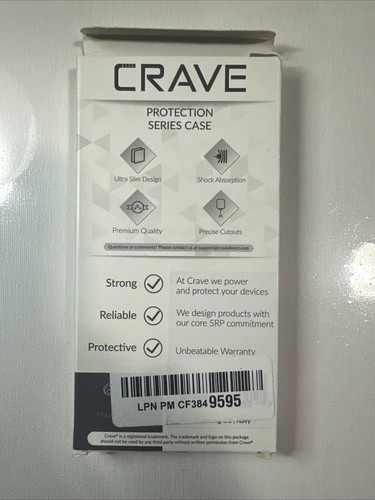 CRAVE
PROTECTION
SERIES CASE
Ultra Slim Design
Shock Absorption
Premium Quality
Precise Cutouts
Questions or comments? Please contact us at support@cravedirect.com
Strong
At Crave we power
and protect your devices
Reliable
We design products with
our core SRP commitment
Protective
Unbeatable Warranty
LPN PM CF3849595
Navy
Crave® is a registered trademark. The trademark and logo on this package
should not be used by any third party without written permission from Crave®